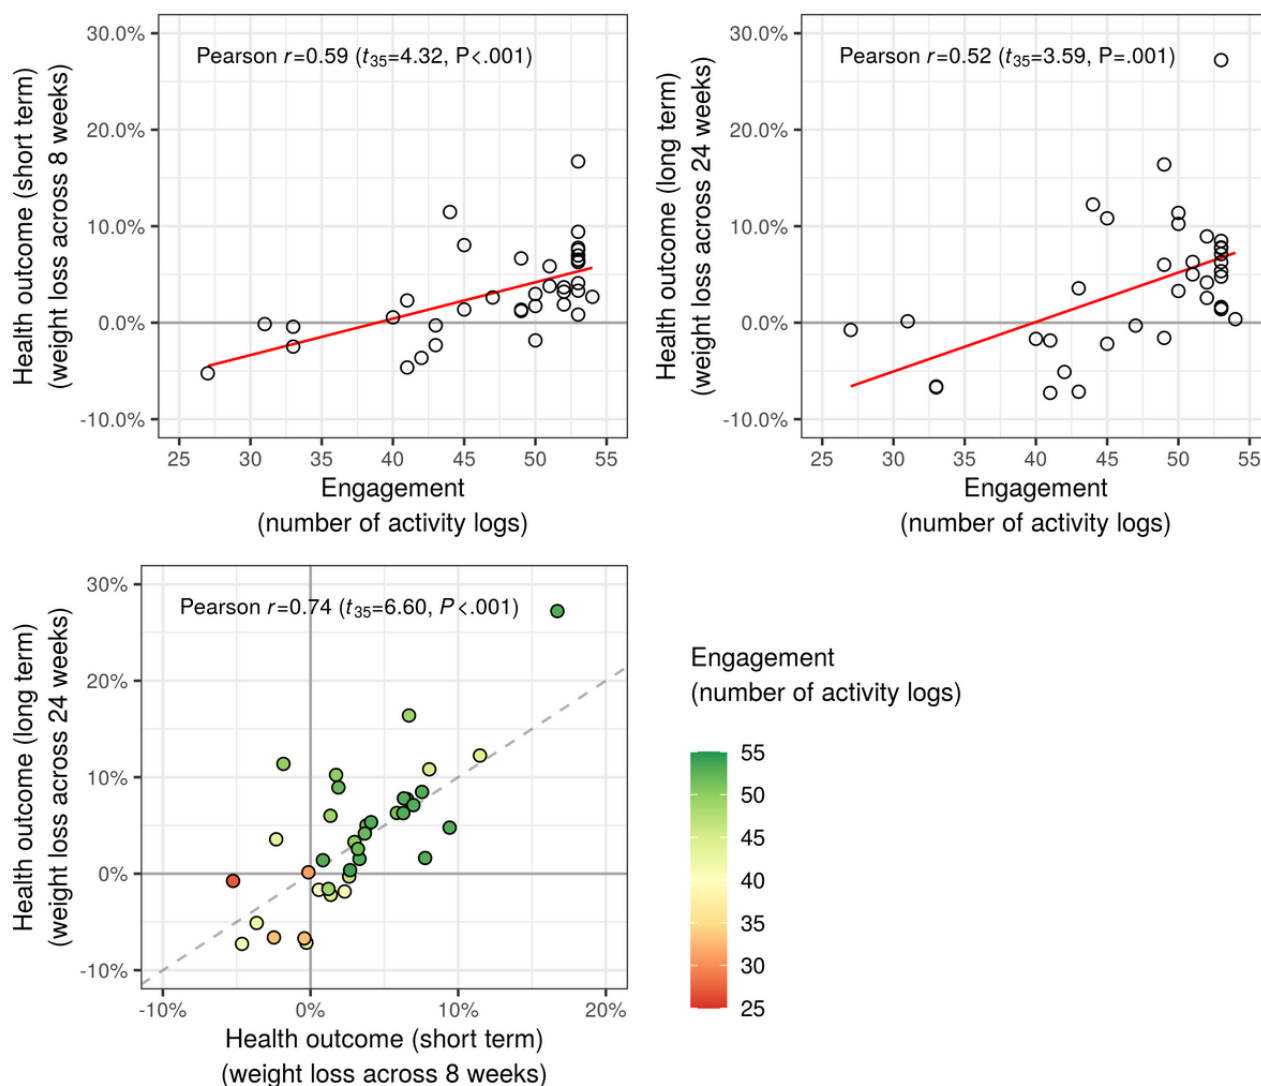 Health outcome (short term)
(weight loss across 8 weeks)
30.0%
20.0%
10.0%
0.0%
-10.0%
Pearson r=0.59 (t35=4.32, P<.001)
25 30 35 40 45 50 55
Engagement
(number of activity logs)
Health outcome (long term)
(weight loss across 24 weeks)
30.0%
20.0%
10.0%
0.0%
-10.0%
Pearson r=0.52 (t35=3.59, P=.001)
25 30 35 40 45 50 55
Engagement
(number of activity logs)
Health outcome (long term)
(weight loss across 24 weeks)
30%
20%
10%
0%
-10%
Pearson r=0.74 (t35=6.60, P<.001)
-10% 0% 10% 20%
Health outcome (short term)
(weight loss across 8 weeks)
Engagement
(number of activity logs)
55
50
45
40
35
30
25